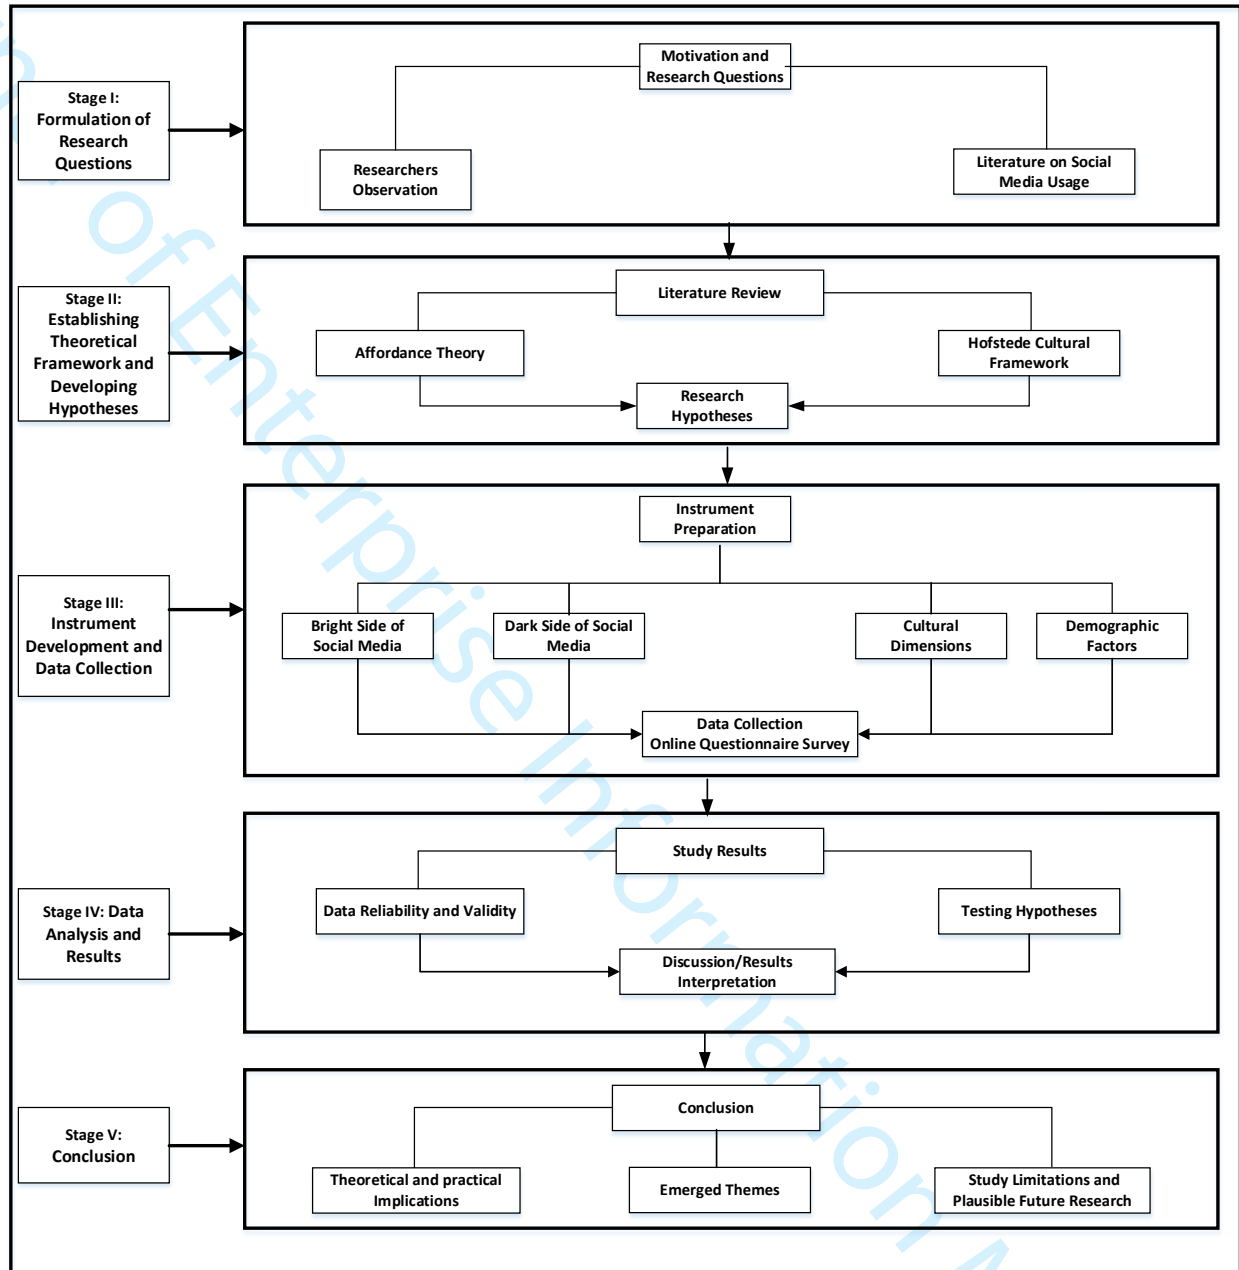 Stage I:
Formulation of
Research
Questions
Motivation and
Research Questions
Researchers
Observation
Literature on Social
Media Usage
Stage II:
Establishing
Theoretical
Framework and
Developing
Hypotheses
Literature Review
Affordance Theory
Hofstede Cultural
Framework
Research
Hypotheses
Stage III:
Instrument
Development and
Data Collection
Instrument
Preparation
Bright Side of
Social Media
Dark Side of Social
Media
Cultural
Dimensions
Demographic
Factors
Data Collection
Online Questionnaire Survey
Stage IV: Data
Analysis and
Results
Study Results
Data Reliability and Validity
Testing Hypotheses
Discussion/Results
Interpretation
Stage V:
Conclusion
Conclusion
Theoretical and practical
Implications
Emerged Themes
Study Limitations and
Plausible Future Research
of Enterprise Information